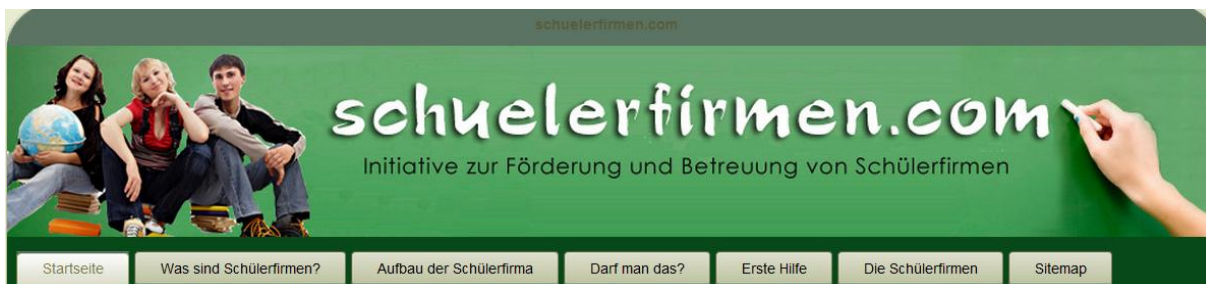 schuelerfirmen.com
schuelerfirmen.com
Initiative zur Förderung und Betreuung von Schülerfirmen
Startseite Was sind Schülerfirmen? Aufbau der Schülerfirma Darf man das? Erste Hilfe Die Schülerfirmen Sitemap